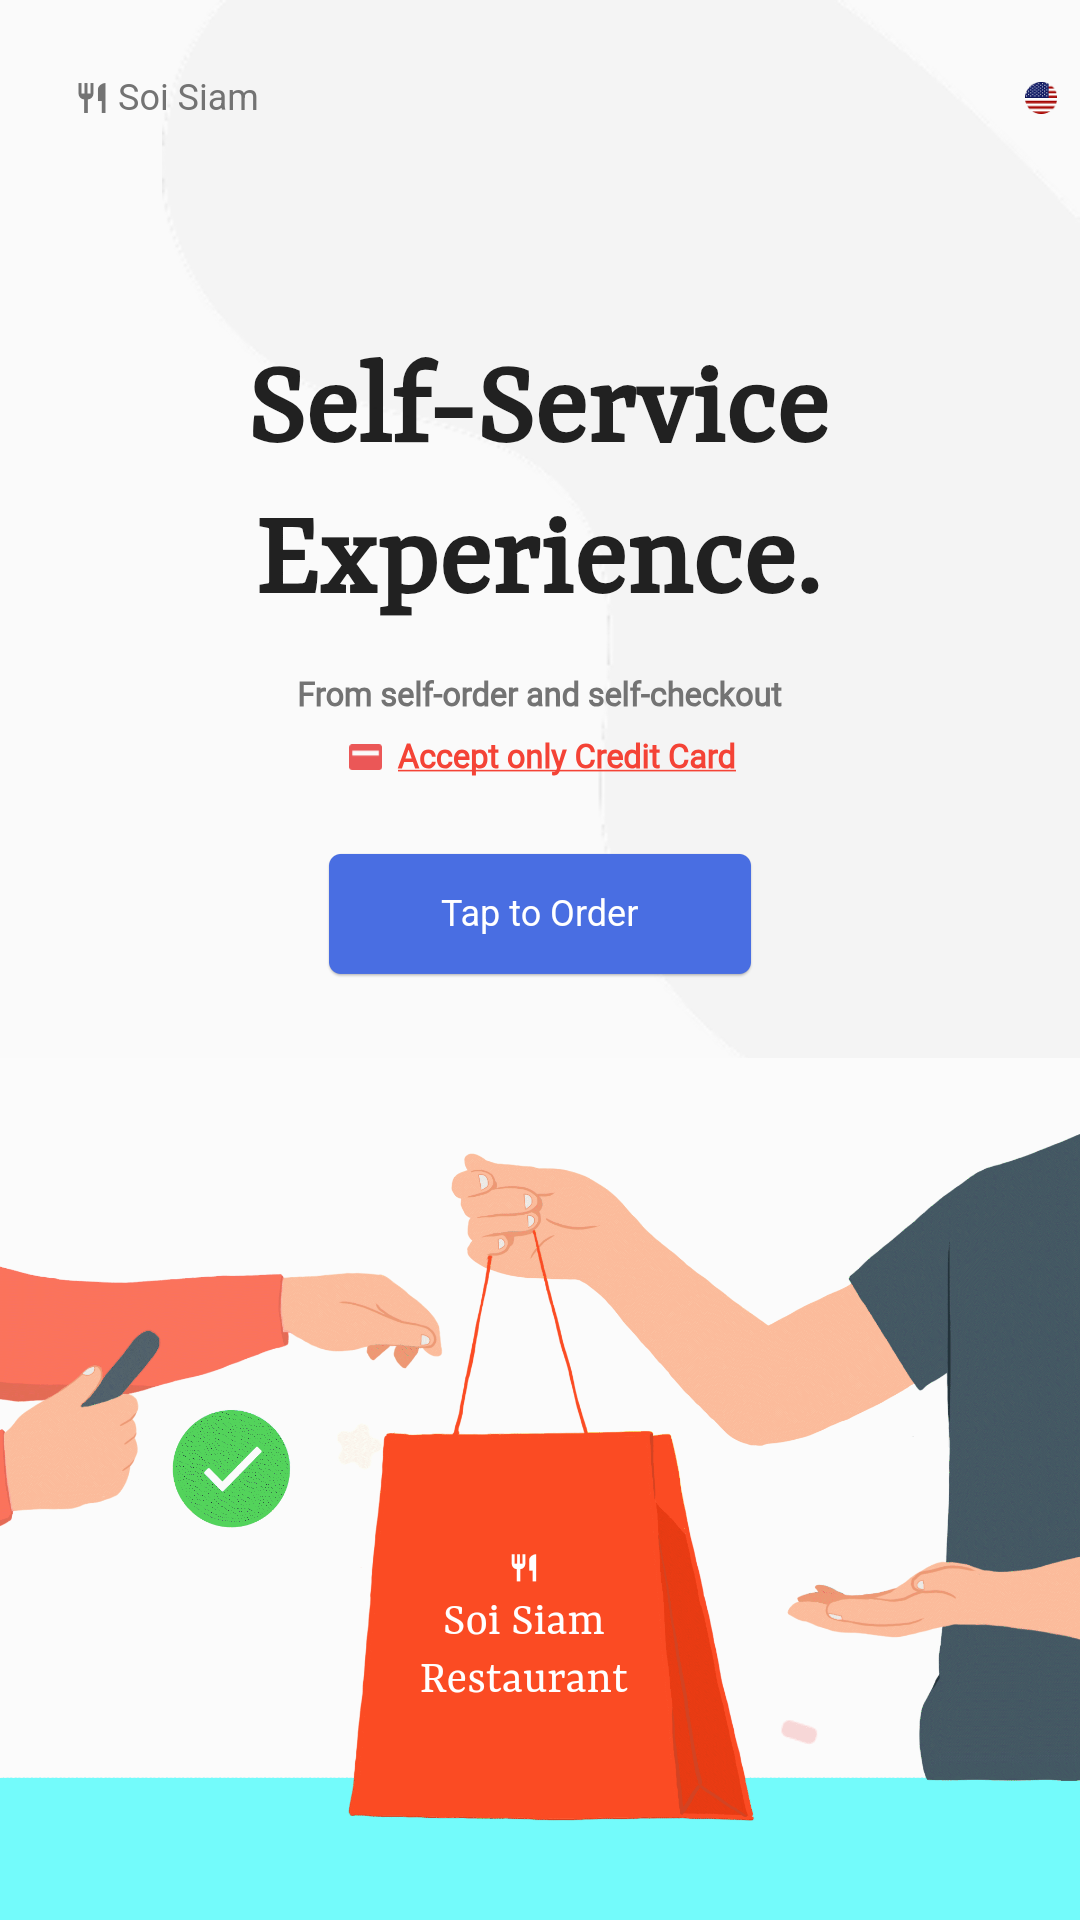 Soi Siam
Self-Service
Experience.
From self-order and self-checkout
Accept only Credit Card
Tap to Order
Soi Siam
Restaurant